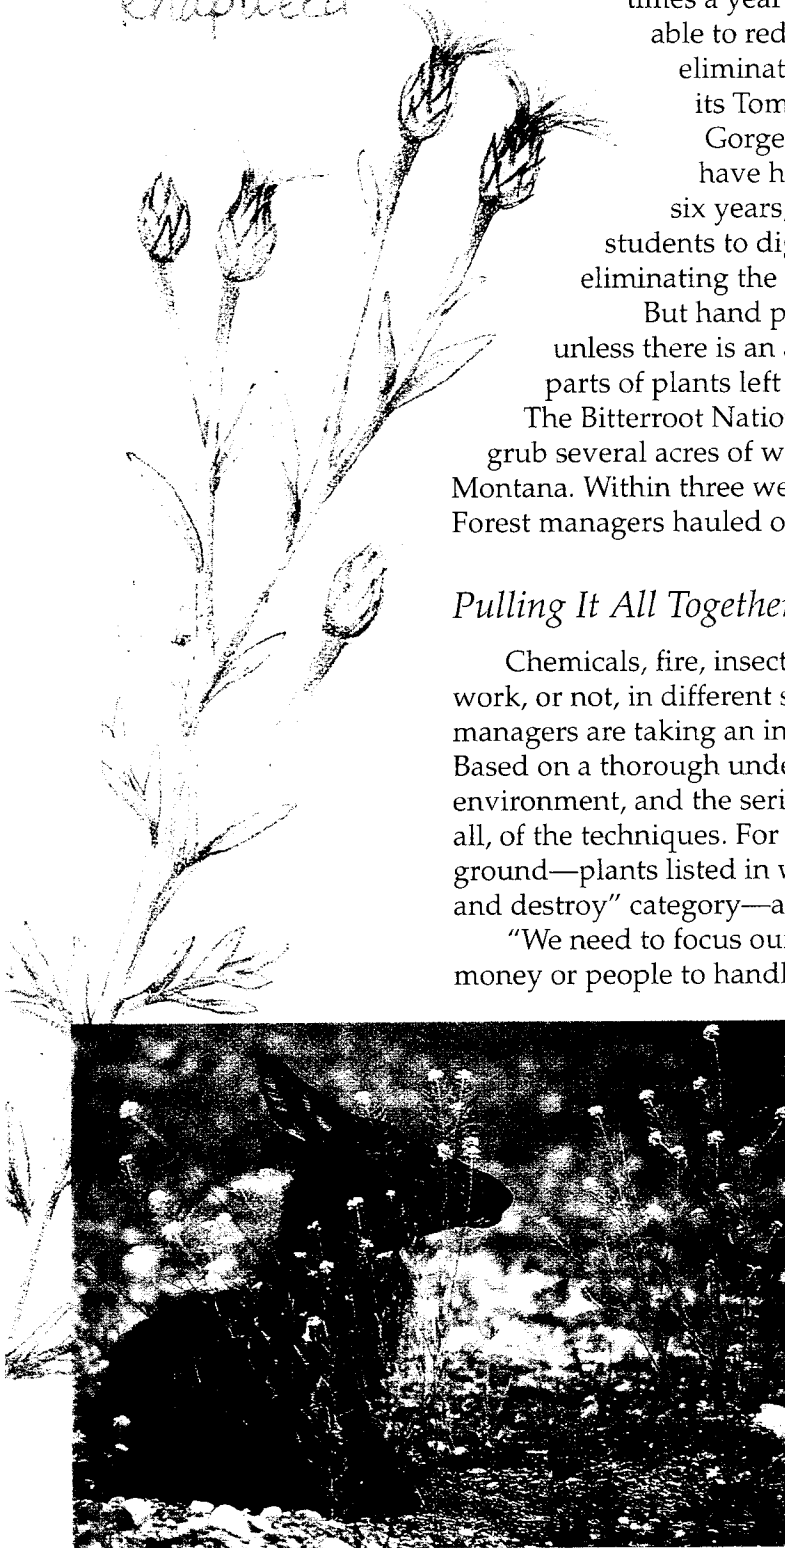 knapweed
times a year
able to red
eliminat
its Tom
Gorge
have h
six years,
students to dig
eliminating the
But hand p
unless there is an
parts of plants left
The Bitterroot Natio
grub several acres of w
Montana. Within three we
Forest managers hauled o
Pulling It All Together
Chemicals, fire, insect
work, or not, in different s
managers are taking an in
Based on a thorough unde
environment, and the seri
all, of the techniques. For
ground—plants listed in v
and destroy” category—a
“We need to focus our
money or people to handl